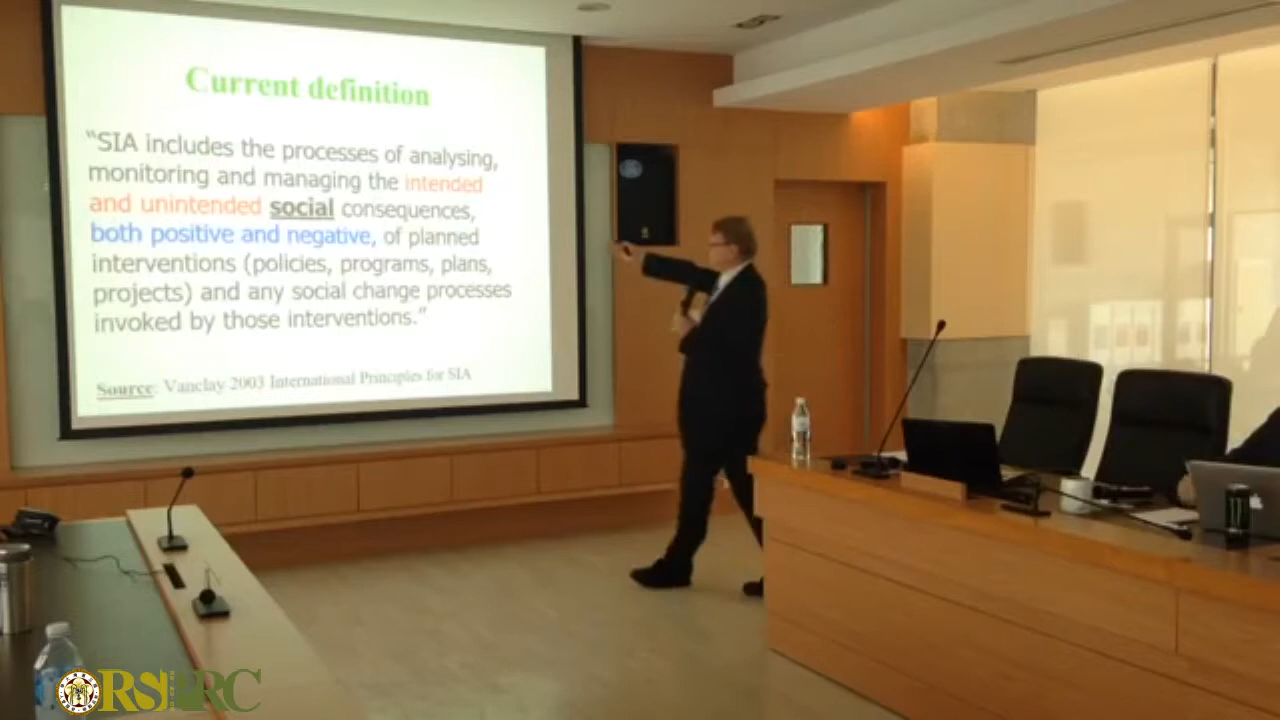 Current definition
“SIA includes the processes of analysing,
monitoring and managing the intended
and unintended social consequences,
both positive and negative, of planned
interventions (policies, programs, plans,
projects) and any social change processes
invoked by those interventions.”
Source: Vanclay 2003 International Principles for SIA
RSPRC